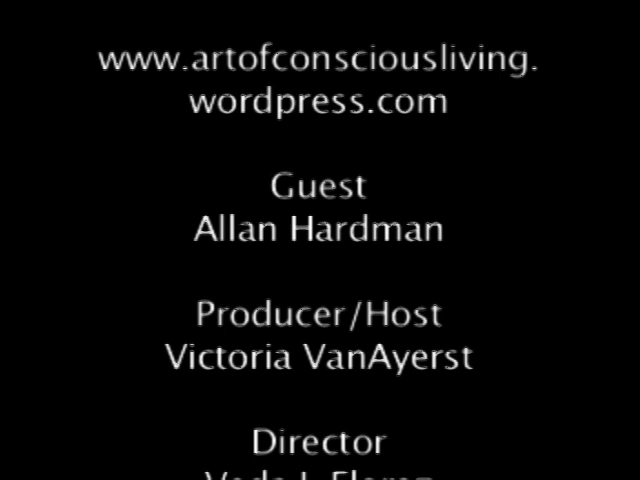 www.artofconsciousliving.
wordpress.com
Guest
Allan Hardman
Producer/Host
Victoria VanAyerst
Director